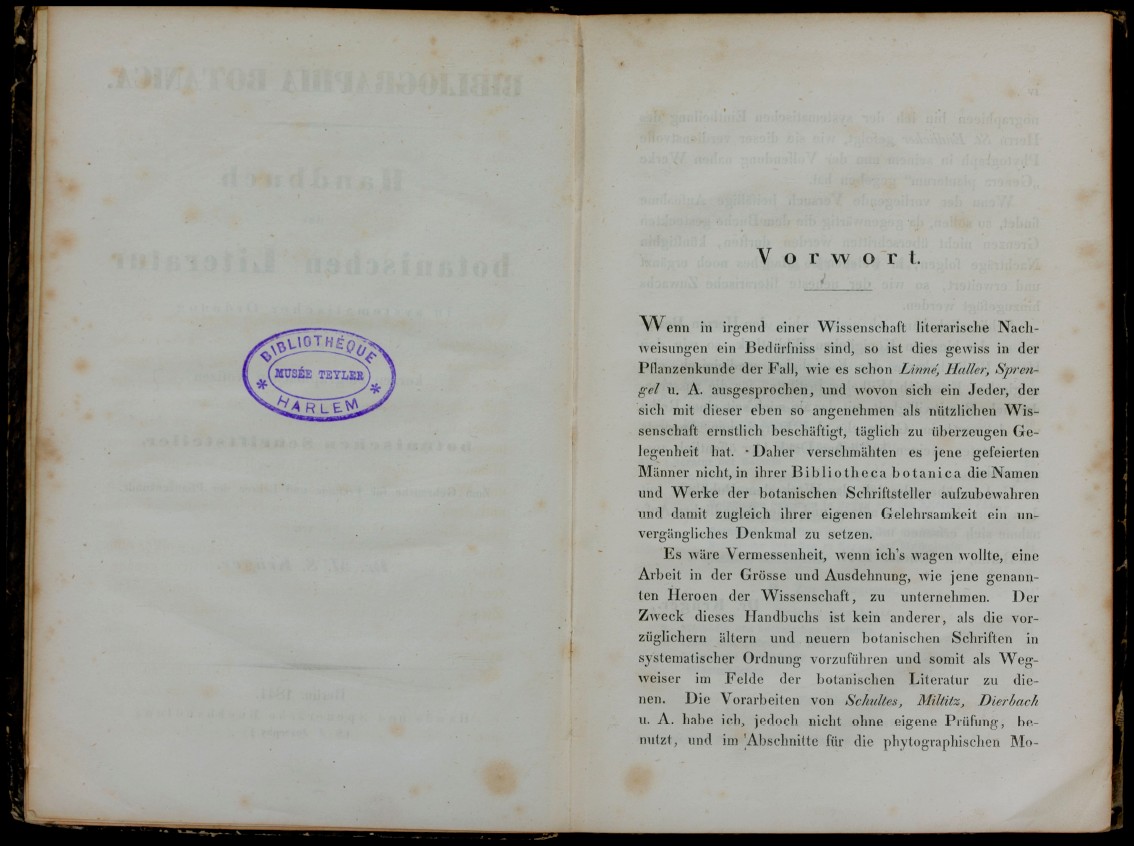 BIBLIOTHÈQUE
MUSÉE TEYLER
* HARLEM *
Vorwort.
Wenn in irgend einer Wissenschaft literarische Nach-
weisungen ein Bedürfniss sind, so ist dies gewiss in der
Pflanzenkunde der Fall, wie es schon Linné, Haller, Spren-
gel u. A. ausgesprochen, und wovon sich ein Jeder, der
sich mit dieser eben so angenehmen als nützlichen Wis-
senschaft ernstlich beschäftigt, täglich zu überzeugen Ge-
legenheit hat. Daher verschmähten es jene gefeierten
Männer nicht, in ihrer Bibliotheca botanica die Namen
und Werke der botanischen Schriftsteller aufzubewahren
und damit zugleich ihrer eigenen Gelehrsamkeit ein un-
vergängliches Denkmal zu setzen.
Es wäre Vermessenheit, wenn ich's wagen wollte, eine
Arbeit in der Grösse und Ausdehnung, wie jene genann-
ten Heroen der Wissenschaft, zu unternehmen. Der
Zweck dieses Handbuchs ist kein anderer, als die vor-
züglichern ältern und neuern botanischen Schriften in
systematischer Ordnung vorzuführen und somit als Weg-
weiser im Felde der botanischen Literatur zu die-
nen. Die Vorarbeiten von Schultes, Miltitz, Dierbach
u. A. habe ich, jedoch nicht ohne eigene Prüfung, be-
nutzt, und im Abschnitte für die phytographischen Mo-